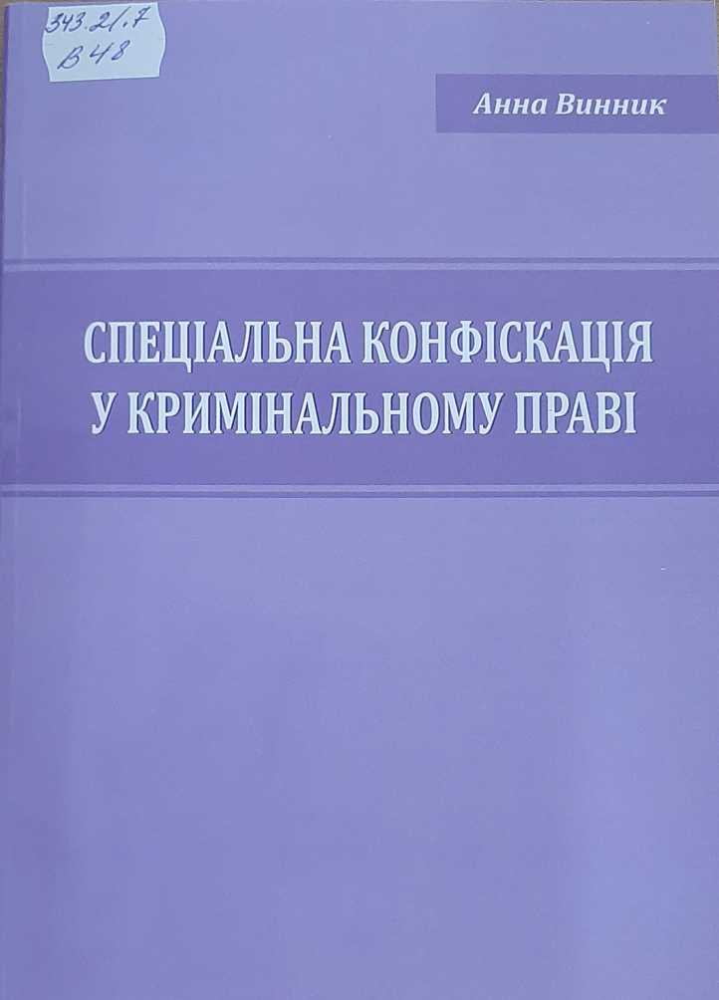 343.21.7
В48
Анна Винник
СПЕЦІАЛЬНА КОНФІСКАЦІЯ
У КРИМІНАЛЬНОМУ ПРАВІ